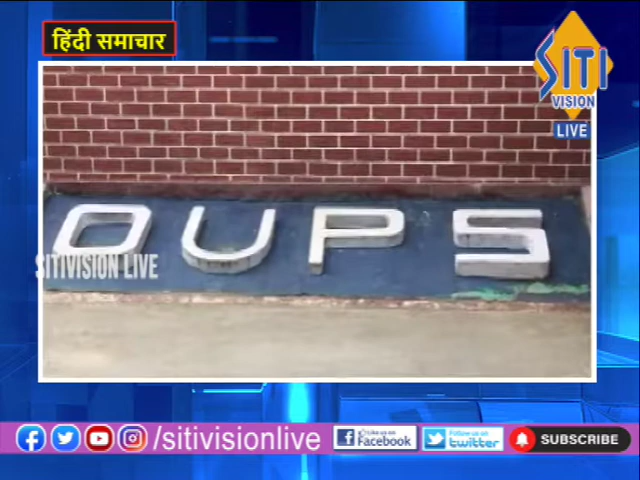 हिंदी समाचार
SITI
VISION
LIVE
OUPS
SITIVISION LIVE
/sitivisionlive
Like us on
Facebook
Follow us on
twitter
SUBSCRIBE